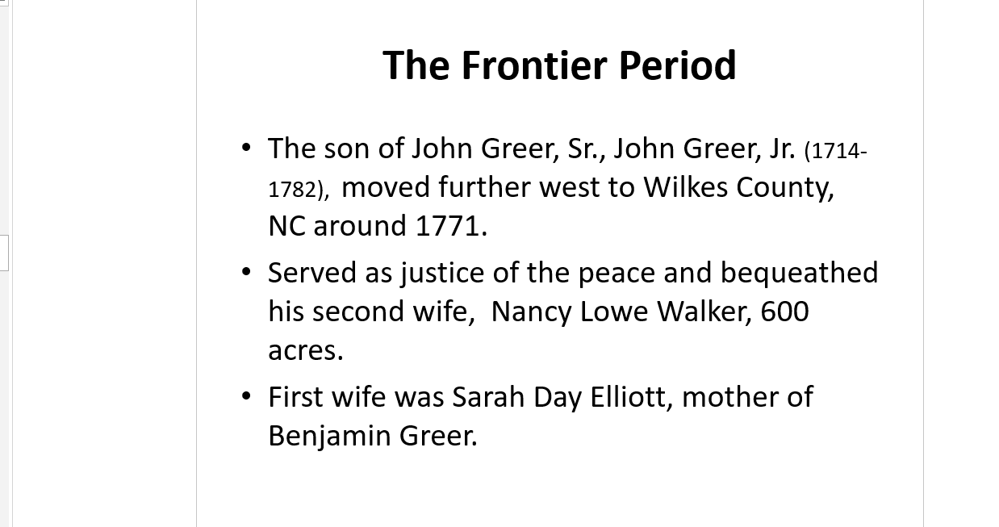 The Frontier Period
• The son of John Greer, Sr., John Greer, Jr. (1714-
1782),  moved further west to Wilkes County,
NC around 1771.
• Served as justice of the peace and bequeathed
his second wife,  Nancy Lowe Walker, 600
acres.
• First wife was Sarah Day Elliott, mother of
Benjamin Greer.